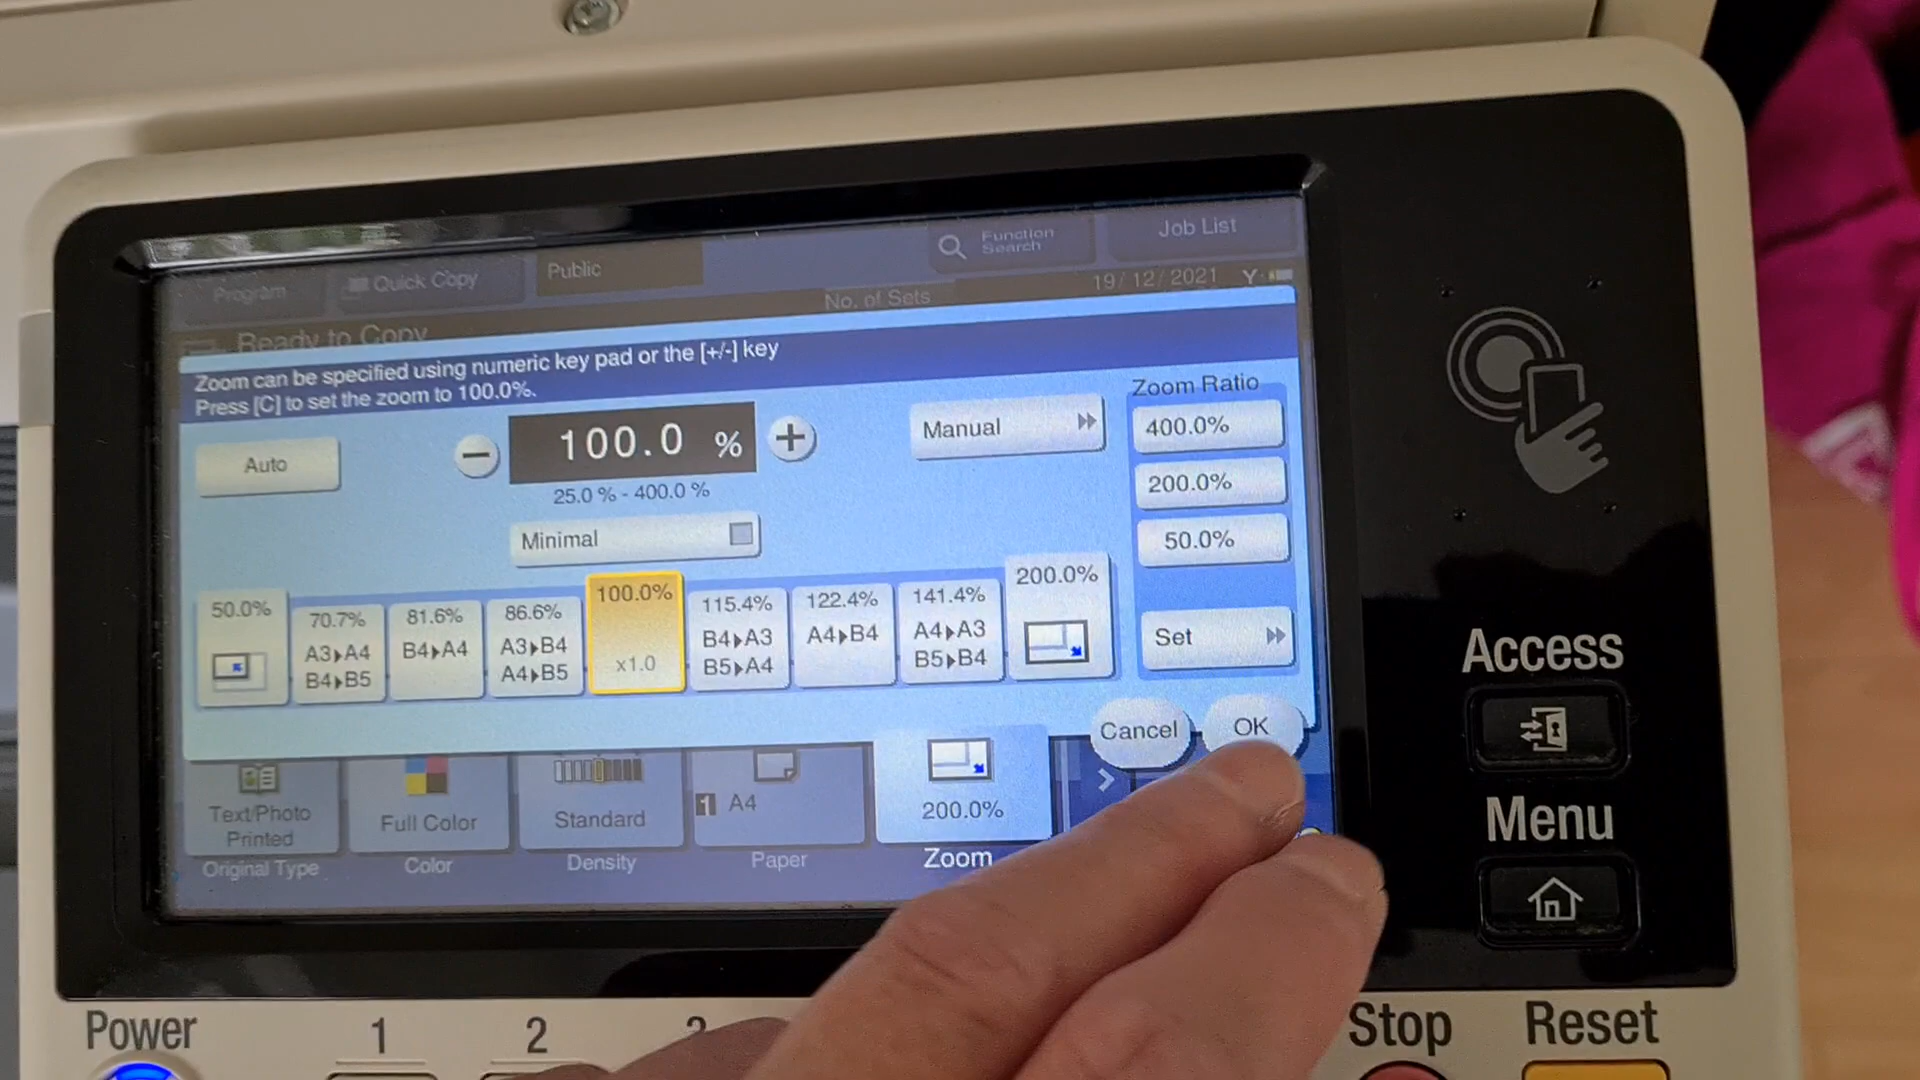 Job List
Function
Search
Public
Quick Copy
Program
19/12/2021
Y
No. of Sets
Ready to Copy
Zoom can be specified using numeric key pad or the [+/-] key
Press [C] to set the zoom to 100.0%.
Zoom Ratio
400.0%
200.0%
50.0%
Set
Manual
100.0 %
25.0 % - 400.0 %
Auto
Minimal
50.0%
70.7%
A3▸A4
B4▸B5
81.6%
B4▸A4
86.6%
A3▸B4
A4▸B5
100.0%
x1.0
115.4%
B4▸A3
B5▸A4
122.4%
A4▸B4
141.4%
A4▸A3
B5▸B4
200.0%
Cancel
OK
Text/Photo
Printed
Original Type
Full Color
Color
Standard
Density
1 A4
Paper
200.0%
Zoom
Access
Menu
Power
1
2
Stop
Reset